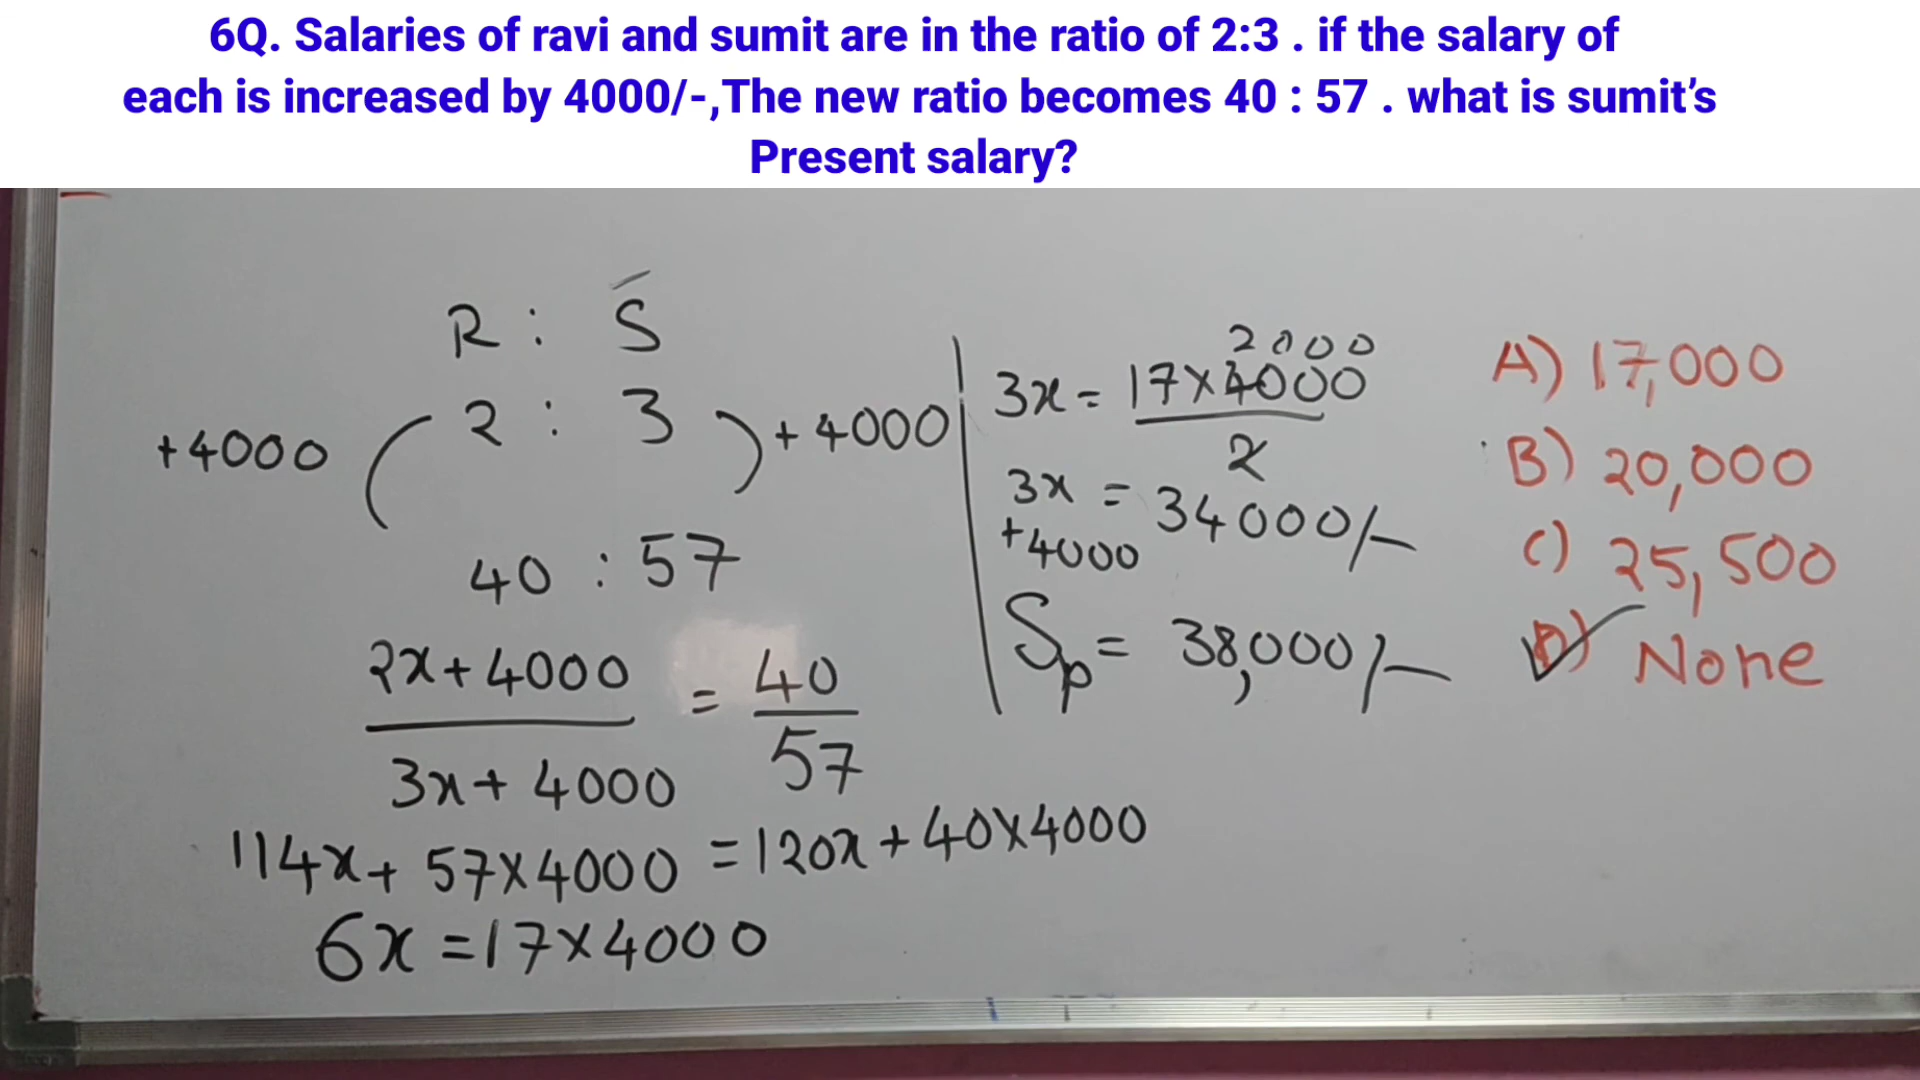 6Q. Salaries of ravi and sumit are in the ratio of 2:3 . if the salary of
each is increased by 4000/-,The new ratio becomes 40 : 57 . what is sumit’s
Present salary?
R : S
2 : 3
+4000
+ 4000
40 : 57
2x+4000 / 3x+ 4000 = 40 / 57
114x+ 57×4000 = 120x + 40×4000
6x = 17×4000
2000
3x = 17×4000 / 2
3x = 34000/-
+4000
Sp = 38,000/-
A) 17,000
B) 20,000
C) 25,500
D) None